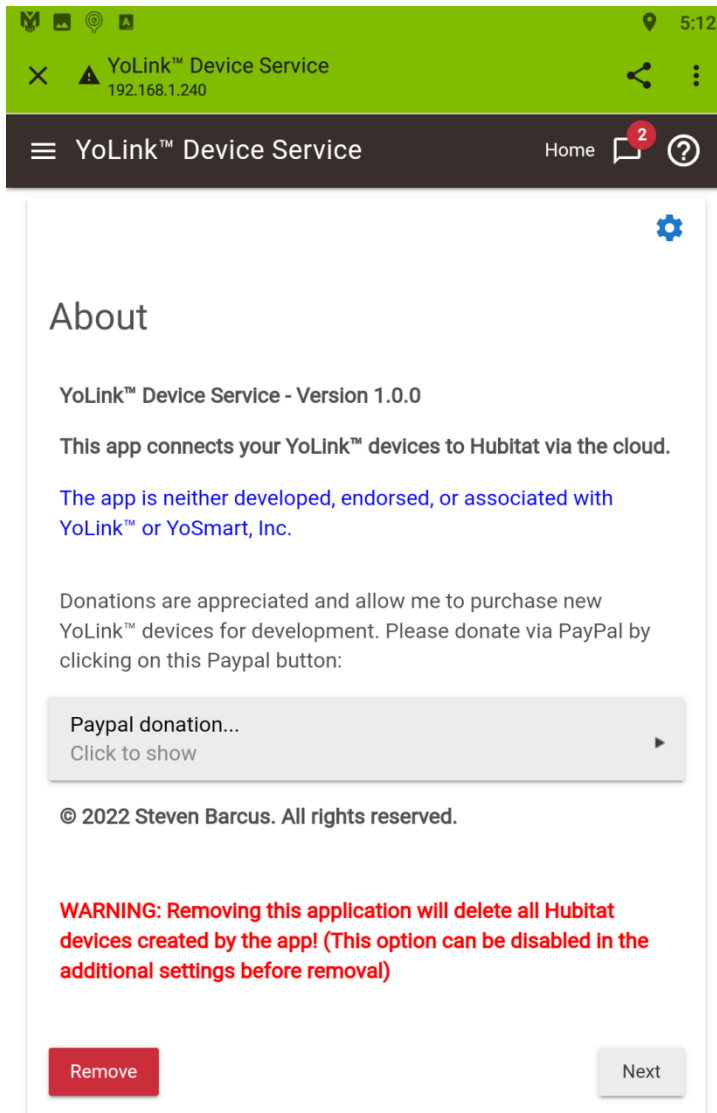 5:12
YoLink™ Device Service
192.168.1.240
YoLink™ Device Service
Home
2
?
About
YoLink™ Device Service - Version 1.0.0
This app connects your YoLink™ devices to Hubitat via the cloud.
The app is neither developed, endorsed, or associated with
YoLink™ or YoSmart, Inc.
Donations are appreciated and allow me to purchase new
YoLink™ devices for development. Please donate via PayPal by
clicking on this Paypal button:
Paypal donation...
Click to show
© 2022 Steven Barcus. All rights reserved.
WARNING: Removing this application will delete all Hubitat
devices created by the app! (This option can be disabled in the
additional settings before removal)
Remove
Next